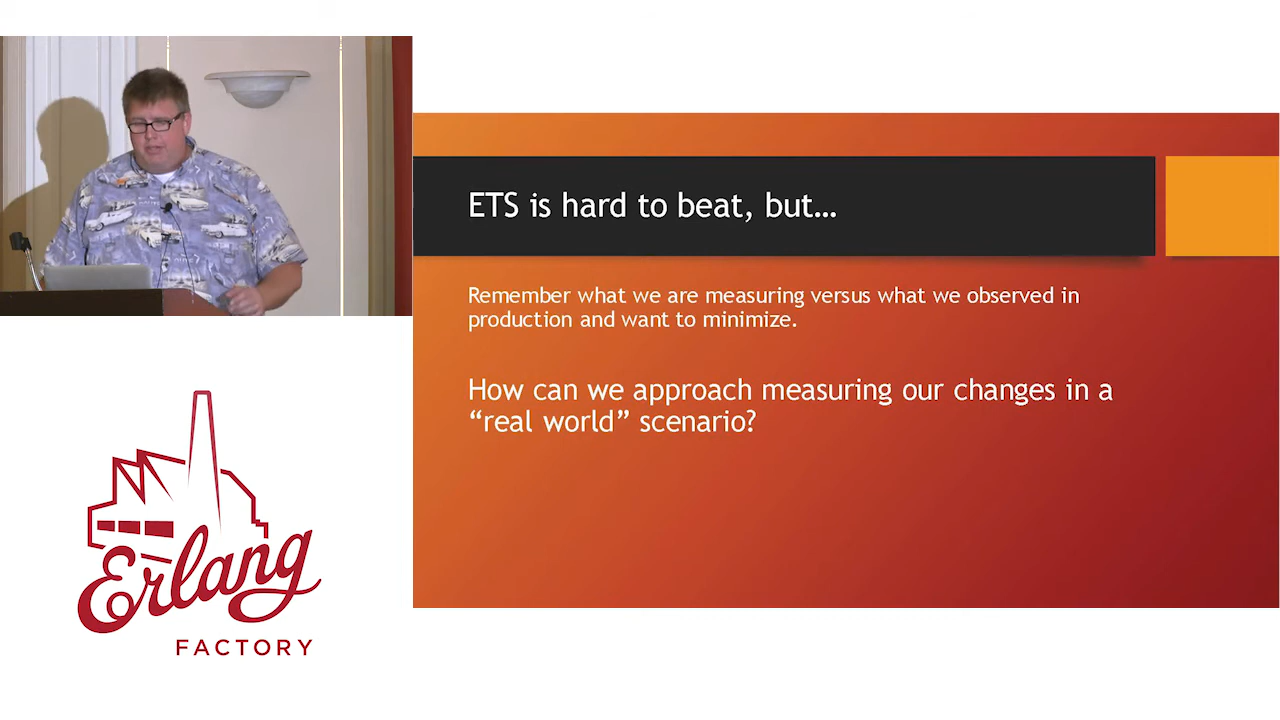 ETS is hard to beat, but…
Remember what we are measuring versus what we observed in
production and want to minimize.
How can we approach measuring our changes in a
“real world” scenario?
Erlang
FACTORY